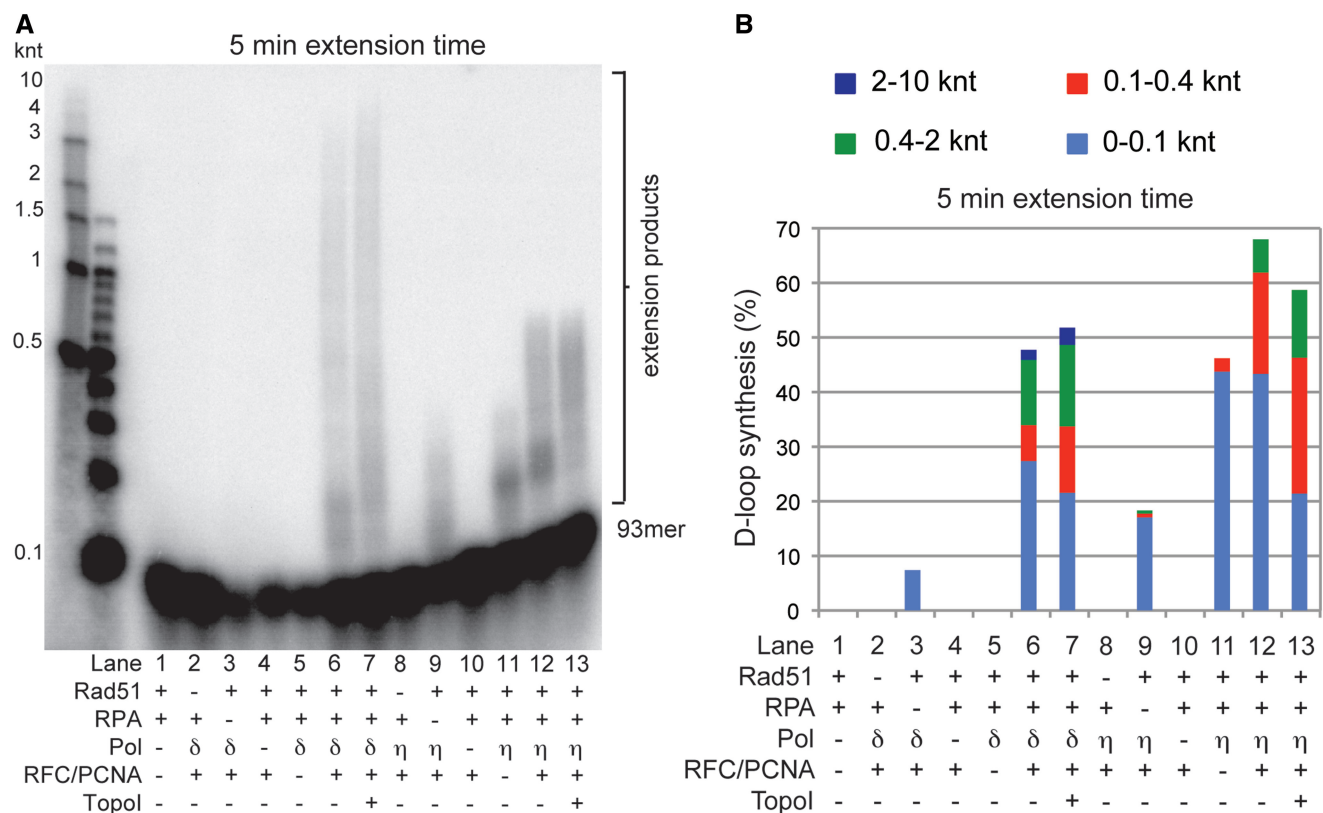 A
knt
5 min extension time
10
4
3
2
1.5
1
0.5
0.1
extension products
93mer
Lane 1 2 3 4 5 6 7 8 9 10 11 12 13
Rad51 + - + + + + + - + + + + +
RPA + + - + + + + + - + + + +
Pol - δ δ - δ δ δ η η - η η η
RFC/PCNA - + + + - + + + + + - + +
TopoI - - - - - - + - - - - - +
B
2-10 knt
0.1-0.4 knt
0.4-2 knt
0-0.1 knt
5 min extension time
D-loop synthesis (%)
70
60
50
40
30
20
10
0
Lane 1 2 3 4 5 6 7 8 9 10 11 12 13
Rad51 + - + + + + + - + + + + +
RPA + + - + + + + + - + + + +
Pol - δ δ - δ δ δ η η - η η η
RFC/PCNA - + + + - + + + + + - + +
TopoI - - - - - - + - - - - - +